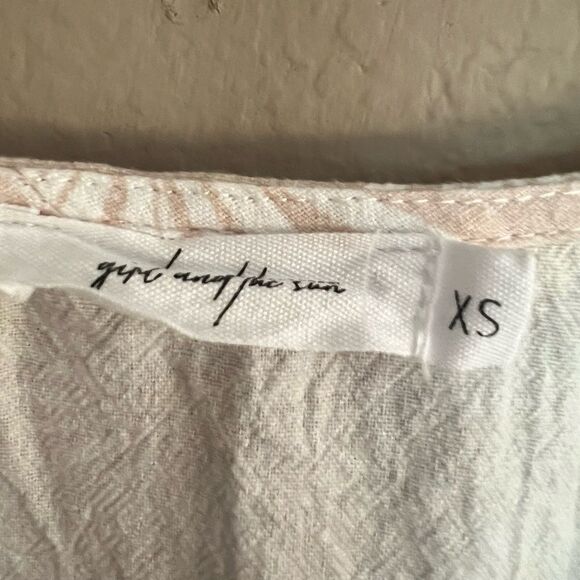 girl and the sun
XS